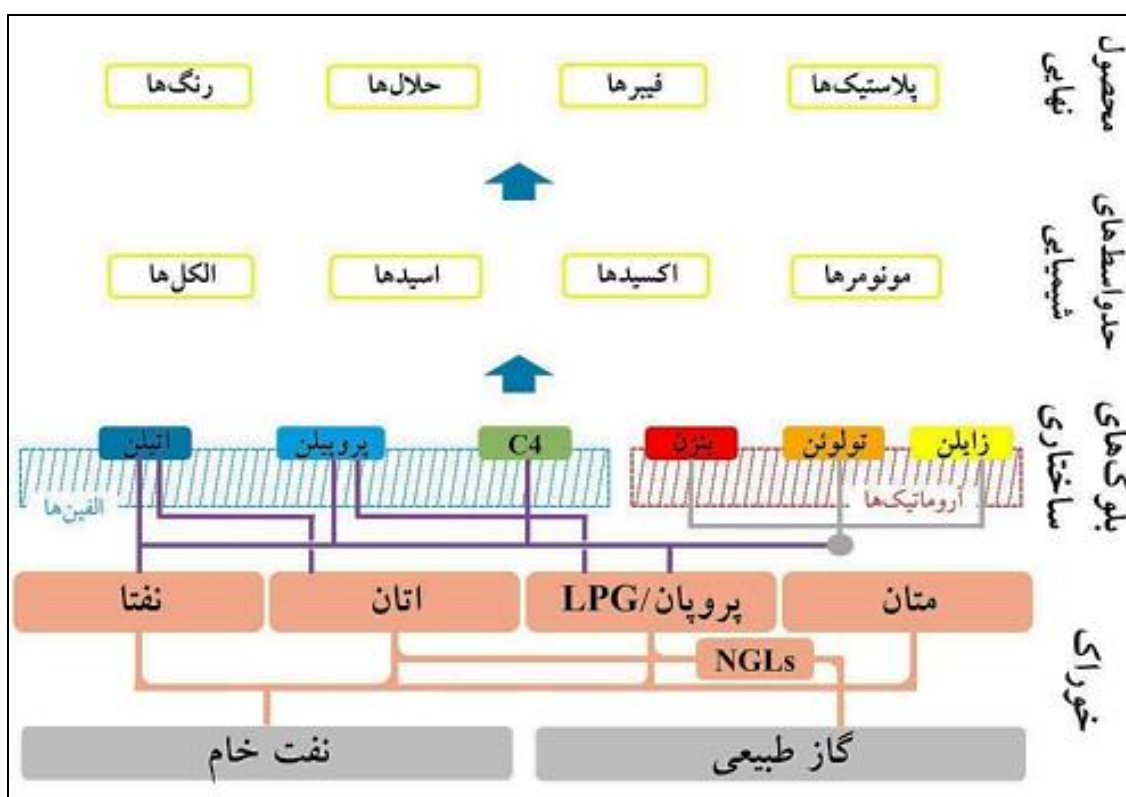 محصول
نهایی
پلاستیک‌ها
فیبرها
حلال‌ها
رنگ‌ها
حدواسط‌های
شیمیایی
مونومرها
اکسیدها
اسیدها
الکل‌ها
بلوک‌های
ساختاری
زایلن
تولوئن
بنزن
C4
پروپیلن
اتیلن
آروماتیک‌ها
الفین‌ها
خوراک
متان
پروپان/LPG
اتان
نفتا
NGLs
گاز طبیعی
نفت خام